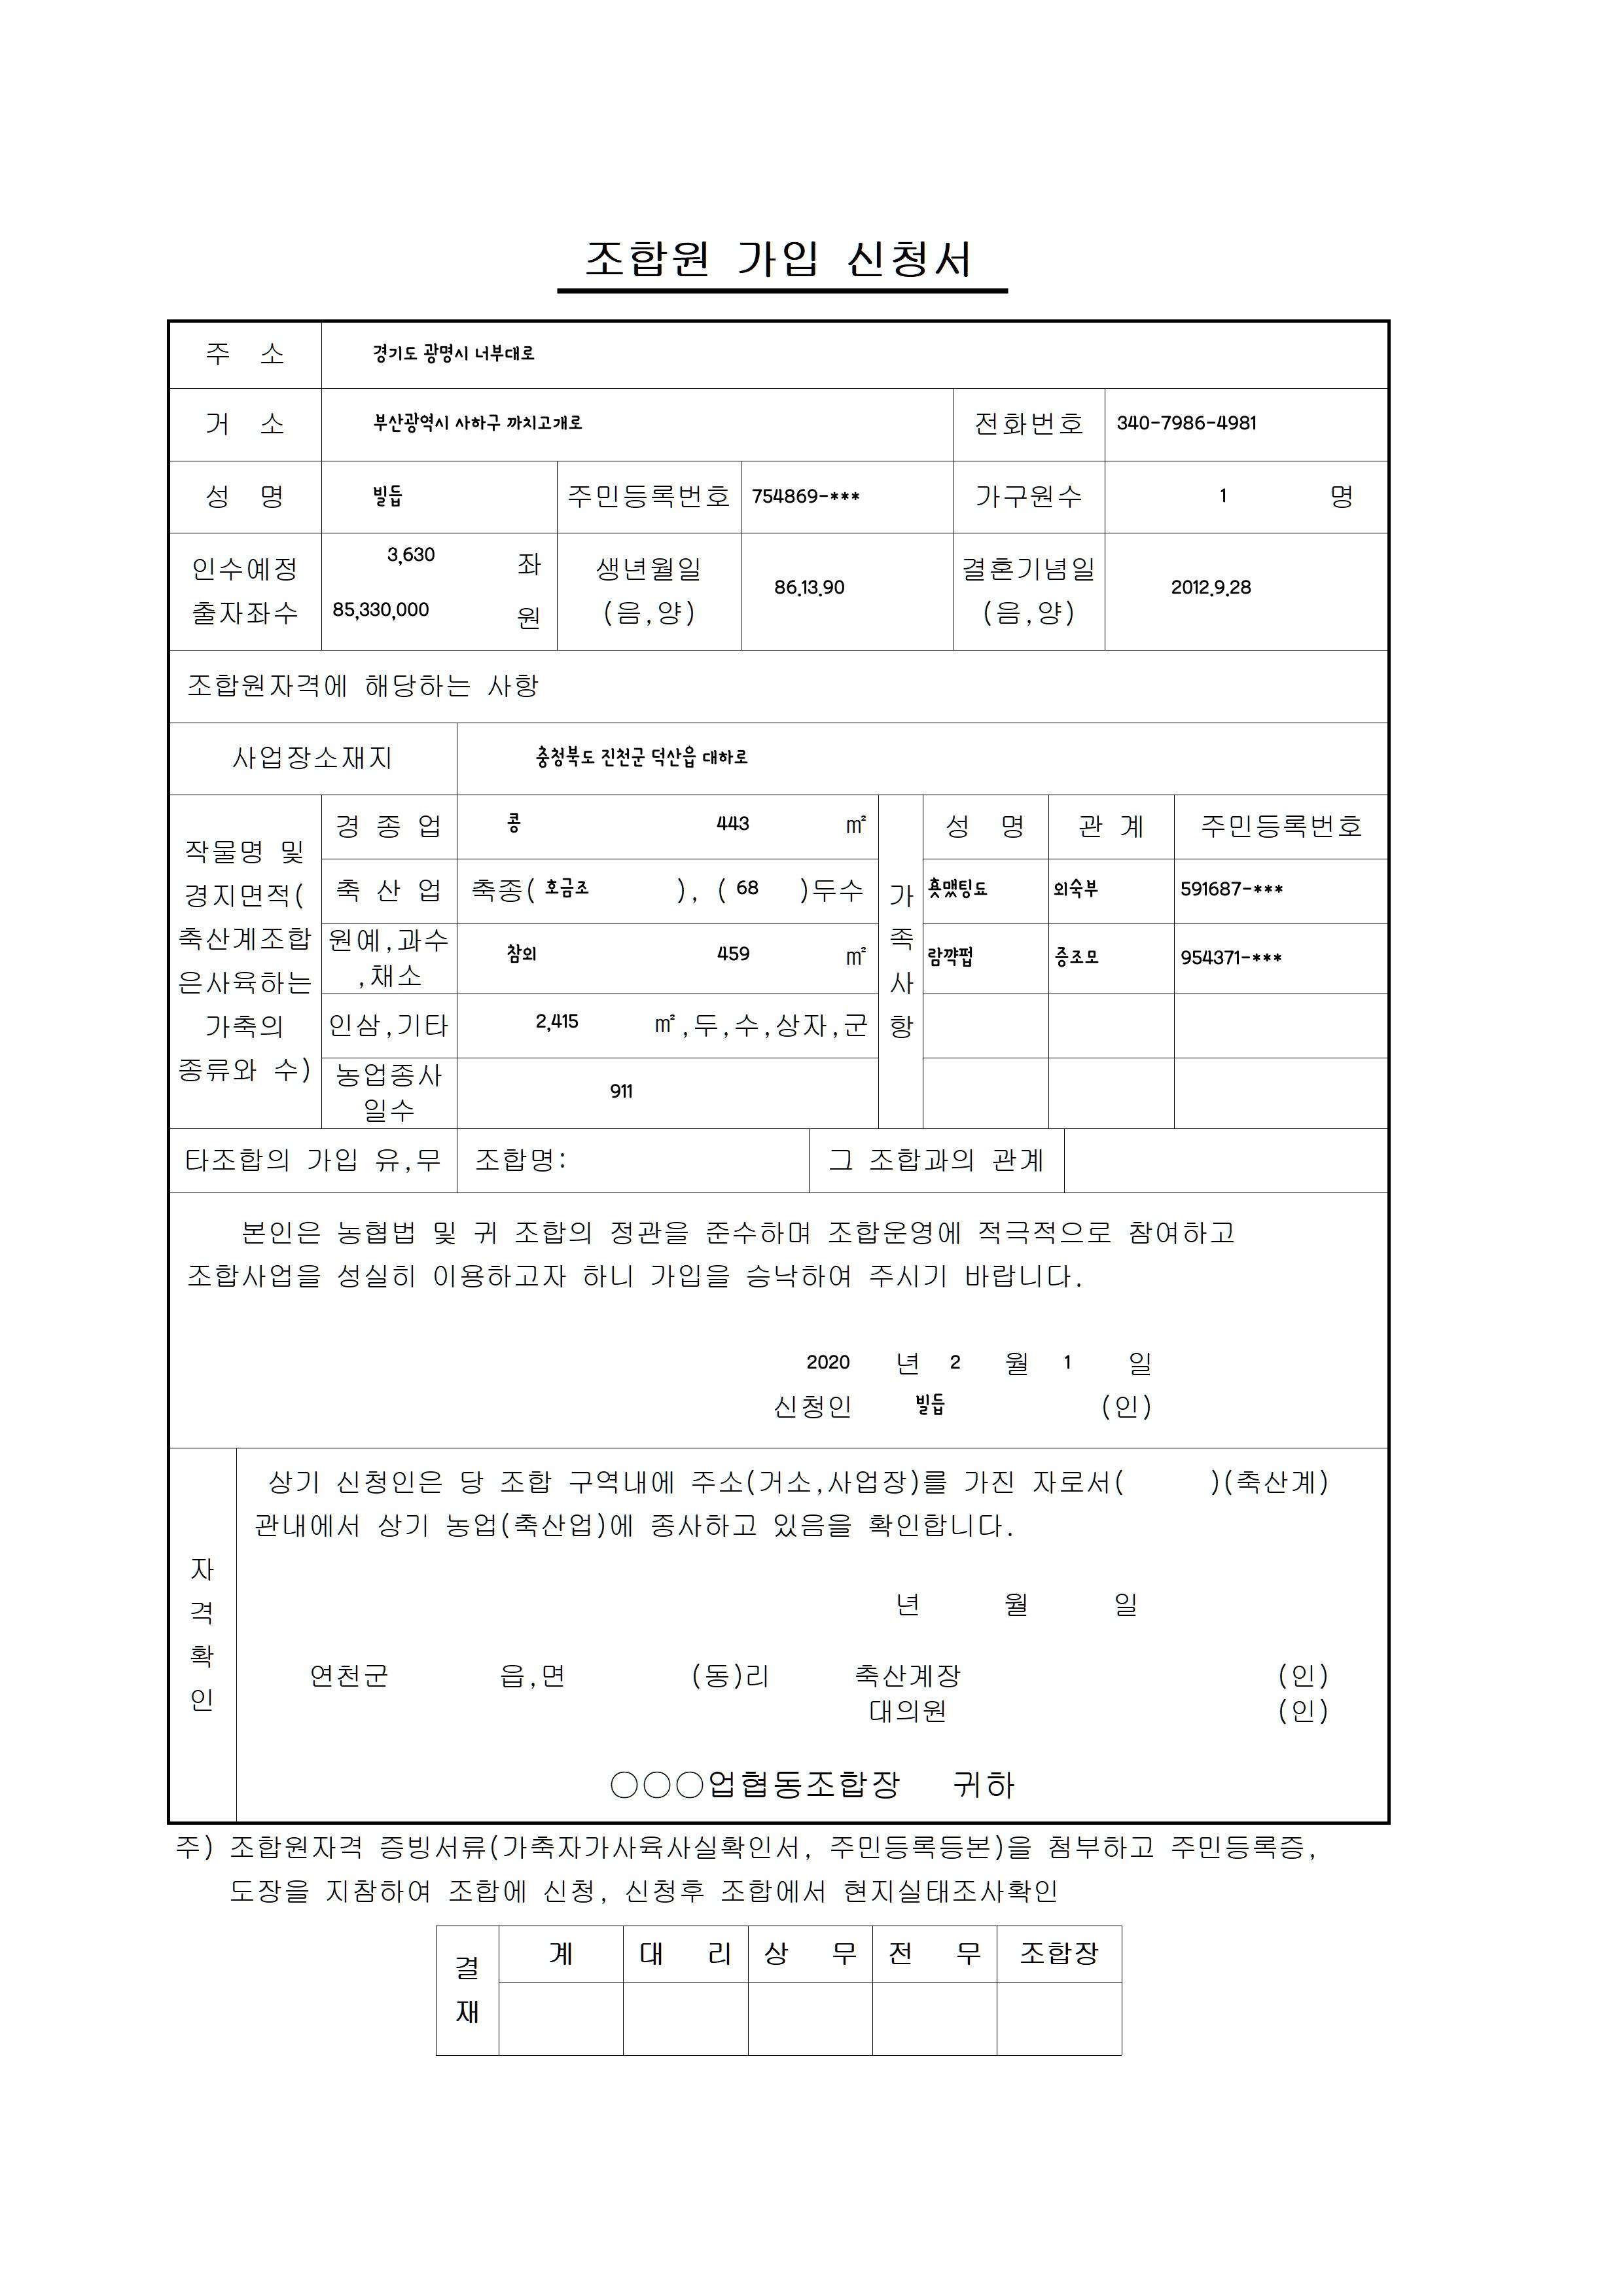 조합원 가입 신청서
주 소 경기도 광명시 너부대로
거 소 부산광역시 사하구 까치고개로 전화번호 340-7986-4981
성 명 빌듭 주민등록번호 754869-*** 가구원수 1 명
인수예정 출자좌수 3,630 좌 85,330,000 원 생년월일 (음,양) 86.13.90 결혼기념일 (음,양) 2012.9.28
조합원자격에 해당하는 사항
사업장소재지 충청북도 진천군 덕산읍 대하로
작물명 및 경지면적(축산계조합은사육하는 가축의 종류와 수)
경 종 업 콩 443 ㎡
축 산 업 축종( 호금조 ), ( 68 )두수
원예,과수,채소 참외 459 ㎡
인삼,기타 2,415 ㎡,두,수,상자,군
농업종사일수 911
가족사항
성 명 관 계 주민등록번호
외숙부 591687-***
증조모 954371-***
타조합의 가입 유,무 조합명: 그 조합과의 관계
본인은 농협법 및 귀 조합의 정관을 준수하며 조합운영에 적극적으로 참여하고
조합사업을 성실히 이용하고자 하니 가입을 승낙하여 주시기 바랍니다.
2020 년 2 월 1 일
신청인 빌듭 (인)
자격확인
상기 신청인은 당 조합 구역내에 주소(거소,사업장)를 가진 자로서( )(축산계)
관내에서 상기 농업(축산업)에 종사하고 있음을 확인합니다.
년 월 일
연천군 읍,면 (동)리 축산계장 (인)
대의원 (인)
○○○업협동조합장 귀하
주) 조합원자격 증빙서류(가축자가사육사실확인서, 주민등록등본)을 첨부하고 주민등록증,
도장을 지참하여 조합에 신청, 신청후 조합에서 현지실태조사확인
결재 계 대 리 상 무 전 무 조합장